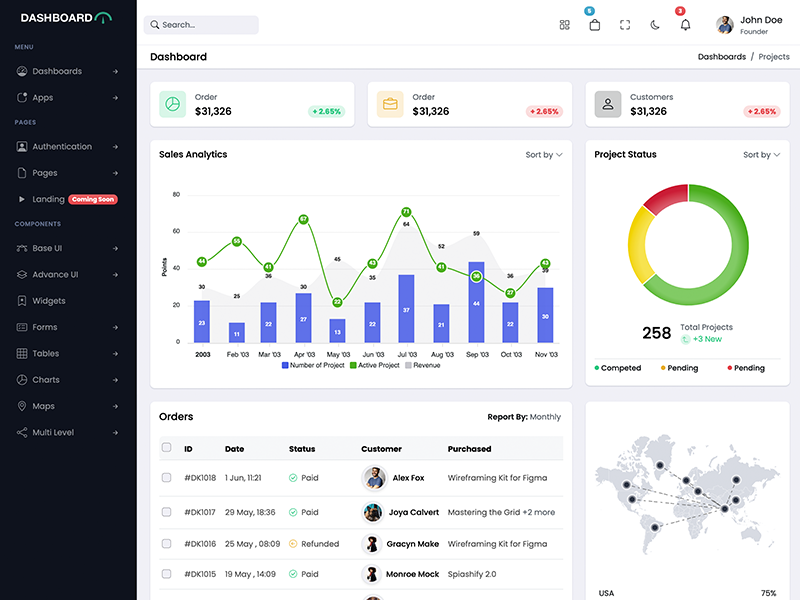 DASHBOARD
MENU
Dashboards
Apps
PAGES
Authentication
Pages
Landing Coming Soon
COMPONENTS
Base UI
Advance UI
Widgets
Forms
Tables
Charts
Maps
Multi Level
Search...
6
3
John Doe
Founder
Dashboard
Dashboards / Projects
Order
$31,326
+ 2.65%
Order
$31,326
+ 2.65%
Customers
$31,326
+ 2.65%
Sales Analytics
Sort by
Points
80
60
40
20
0
44 55 41 67 22 43 71 41 56 27 43
30 25 36 30 45 35 64 52 59 36 39
23 11 22 27 13 22 37 21 44 22 30
2003 Feb '03 Mar '03 Apr '03 May '03 Jun '03 Jul '03 Aug '03 Sep '03 Oct '03 Nov '03
Number of Project Active Project Revenue
Project Status
Sort by
258
Total Projects
+3 New
Competed Pending Pending
Orders
Report By: Monthly
ID Date Status Customer Purchased
#DK1018 1 Jun, 11:21 Paid Alex Fox Wireframing Kit for Figma
#DK1017 29 May, 18:36 Paid Joya Calvert Mastering the Grid +2 more
#DK1016 25 May , 08:09 Refunded Gracyn Make Wireframing Kit for Figma
#DK1015 19 May , 14:09 Paid Monroe Mock Spiashify 2.0
USA 75%